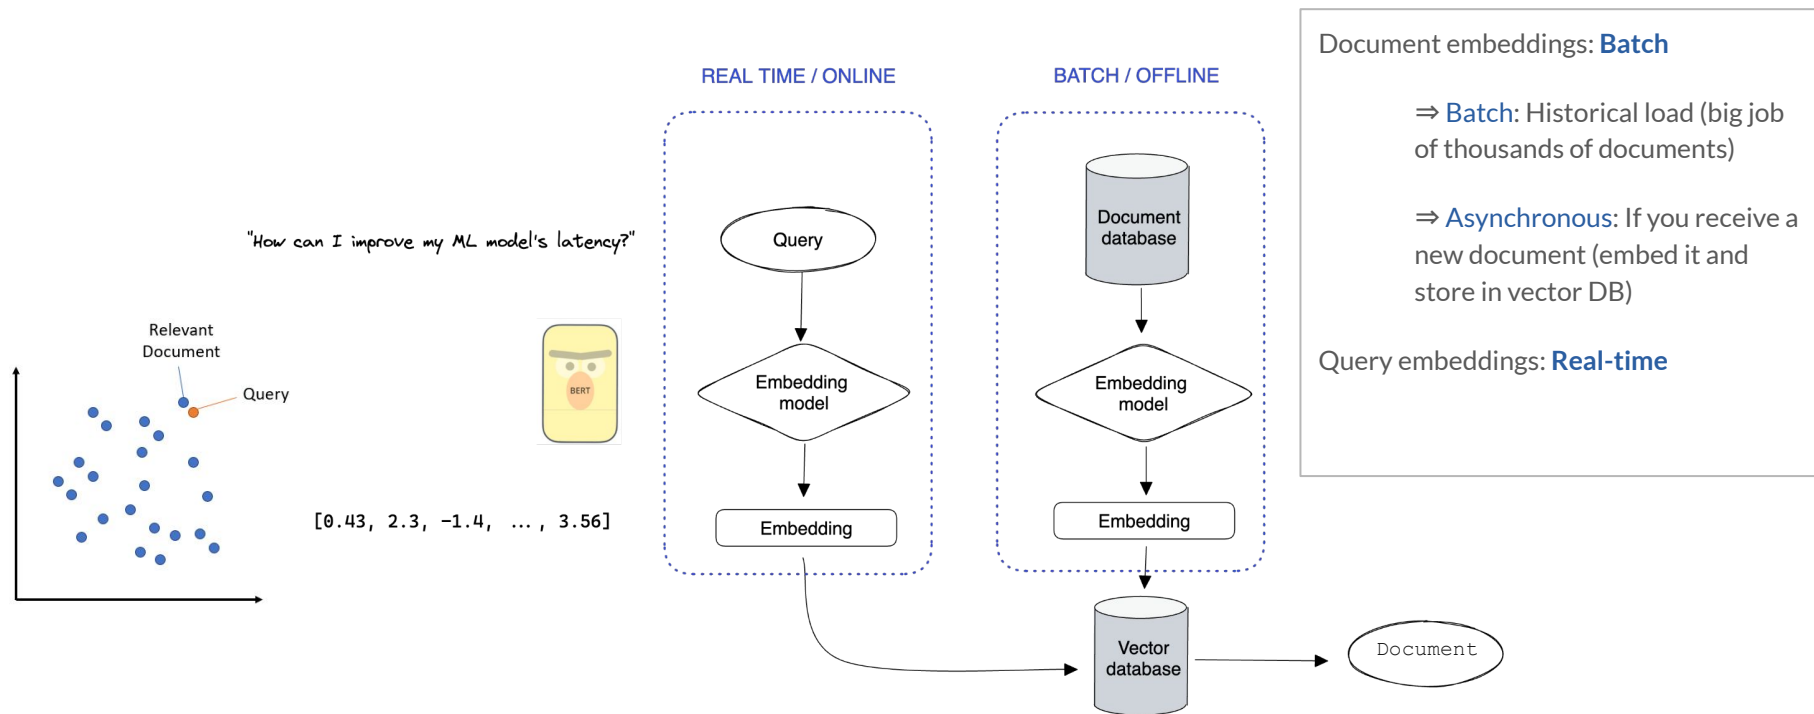 REAL TIME / ONLINE
BATCH / OFFLINE
"How can I improve my ML model's latency?"
Query
Document
database
Relevant
Document
Query
BERT
Embedding
model
Embedding
model
[0.43, 2.3, -1.4, ..., 3.56]
Embedding
Embedding
Vector
database
Document
Document embeddings: Batch
⇒ Batch: Historical load (big job
of thousands of documents)
⇒ Asynchronous: If you receive a
new document (embed it and
store in vector DB)
Query embeddings: Real-time